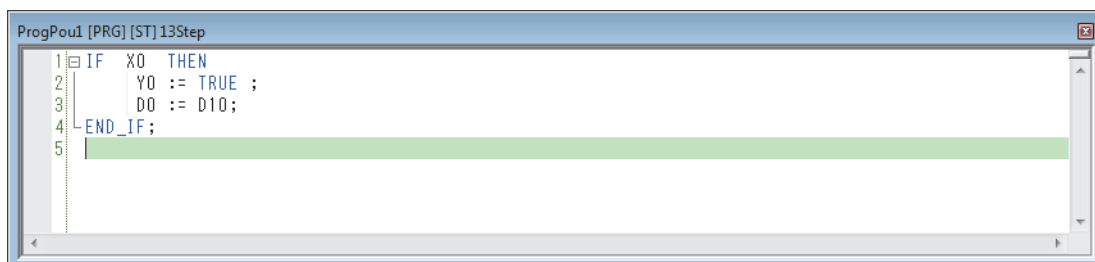 ProgPou1 [PRG] [ST] 13Step
1 IF X0 THEN
2 Y0 := TRUE ;
3 D0 := D10;
4 END_IF;
5